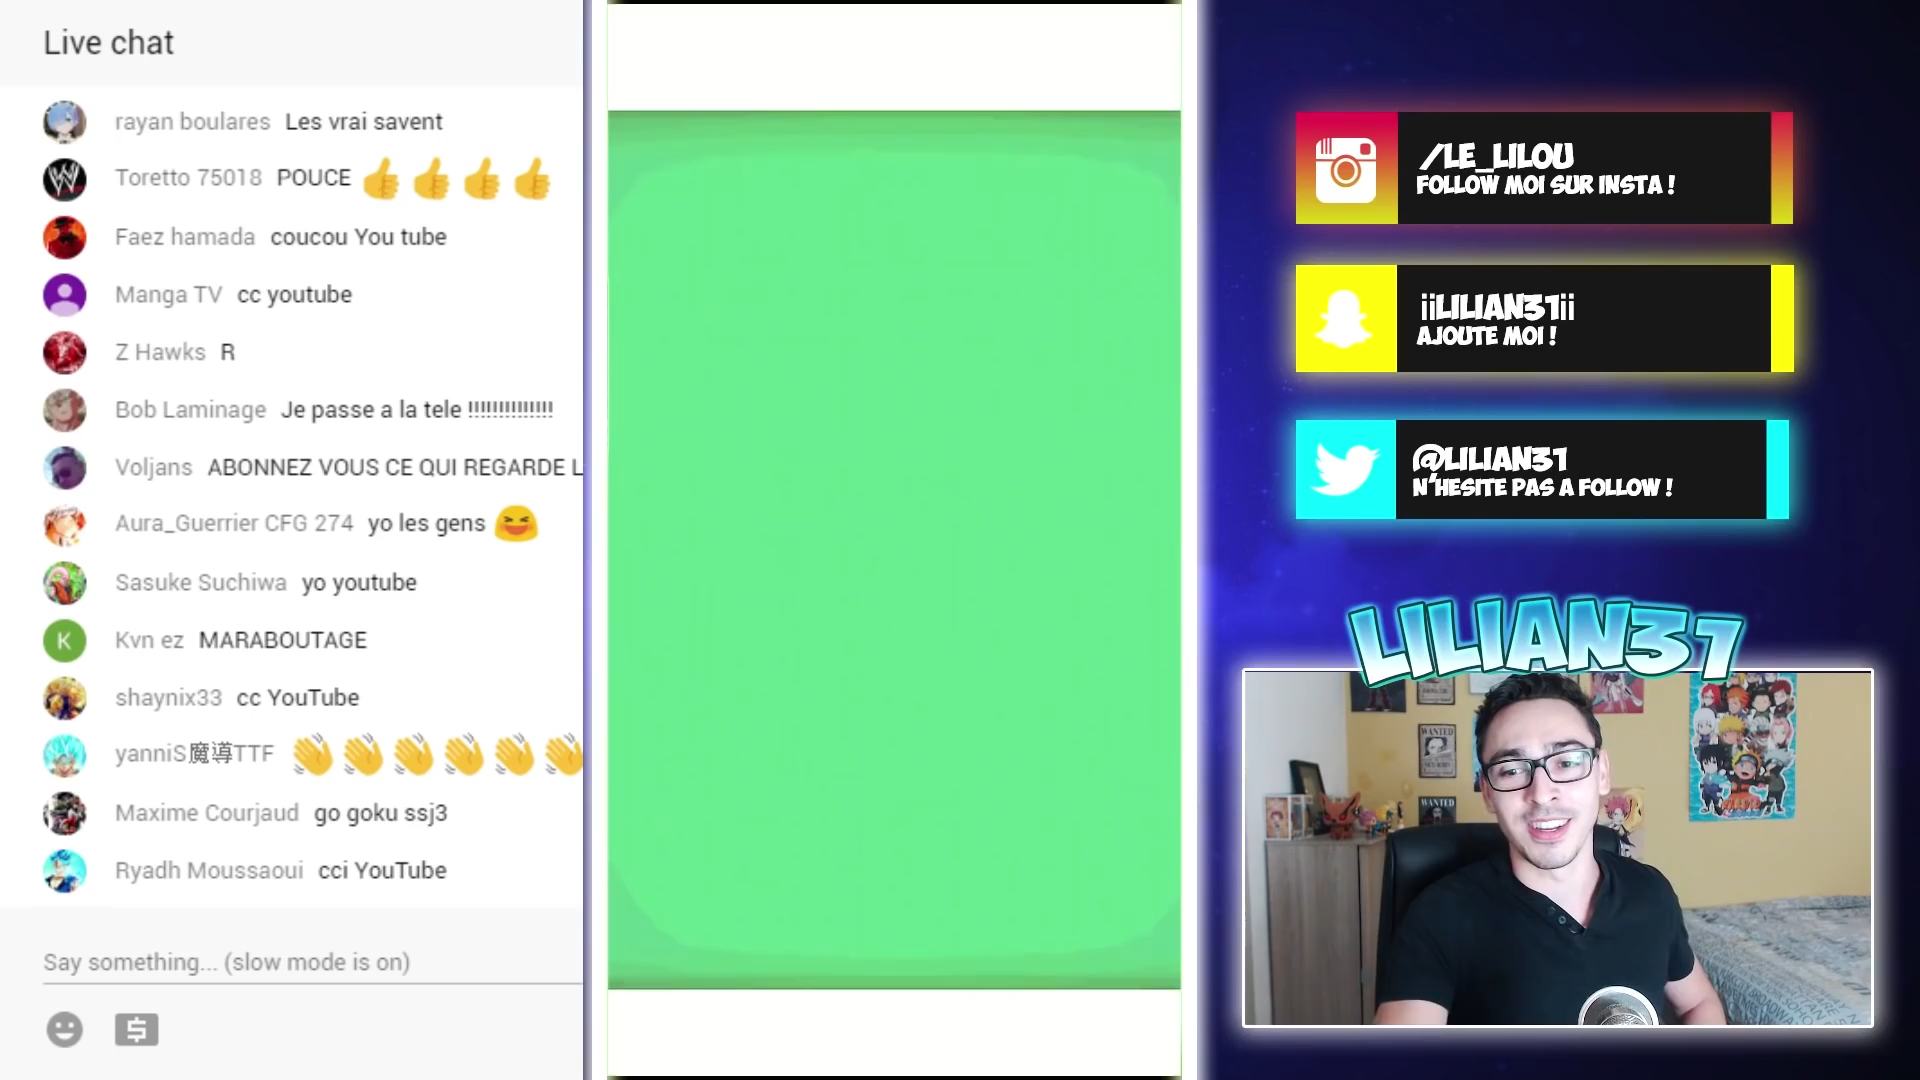 Live chat
rayan boulares Les vrai savent
Toretto 75018 POUCE
Faez hamada coucou You tube
Manga TV cc youtube
Z Hawks R
Bob Laminage Je passe a la tele !!!!!!!!!!!!!!
Voljans ABONNEZ VOUS CE QUI REGARDE L
Aura_Guerrier CFG 274 yo les gens
Sasuke Suchiwa yo youtube
K Kvn ez MARABOUTAGE
shaynix33 cc YouTube
yanniS魔導TTF
Maxime Courjaud go goku ssj3
Ryadh Moussaoui cci YouTube
Say something... (slow mode is on)
/LE_LILOU
FOLLOW MOI SUR INSTA !
¡¡LILIAN31¡¡
AJOUTE MOI !
@LILIAN31
N'HESITE PAS A FOLLOW !
LILIAN31
WANTED
WANTED
NARUTO